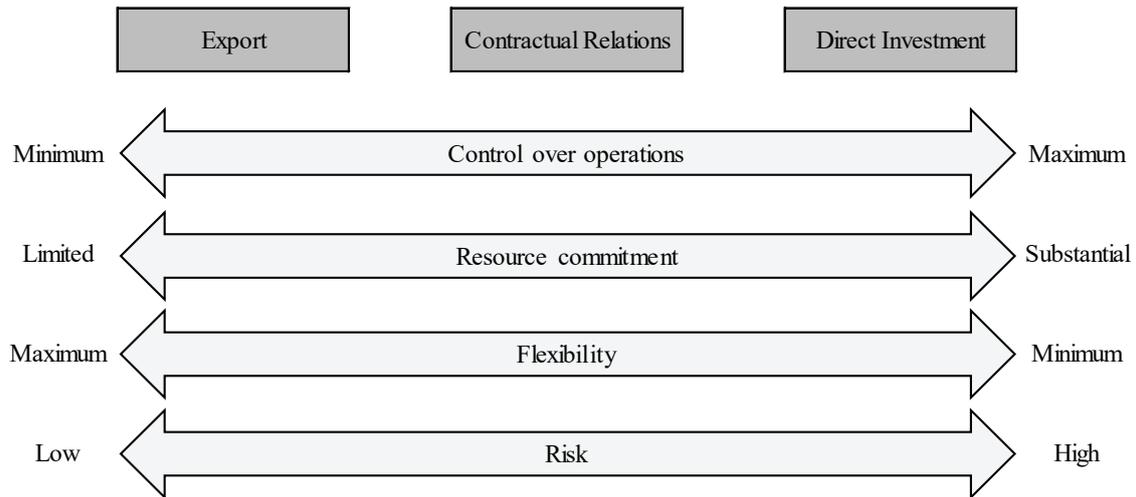 Export
Contractual Relations
Direct Investment
Minimum
Control over operations
Maximum
Limited
Resource commitment
Substantial
Maximum
Flexibility
Minimum
Low
Risk
High